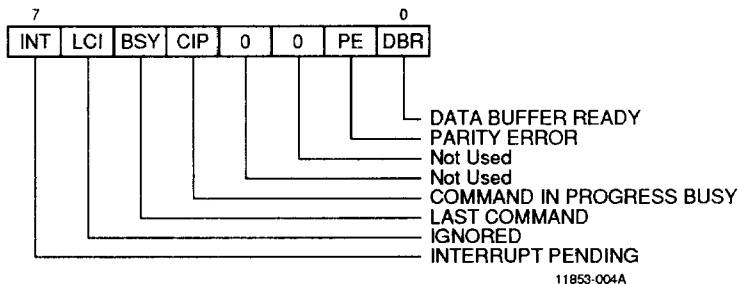 7 0
INT LCI BSY CIP 0 0 PE DBR
DATA BUFFER READY
PARITY ERROR
Not Used
Not Used
COMMAND IN PROGRESS BUSY
LAST COMMAND
IGNORED
INTERRUPT PENDING
11853-004A